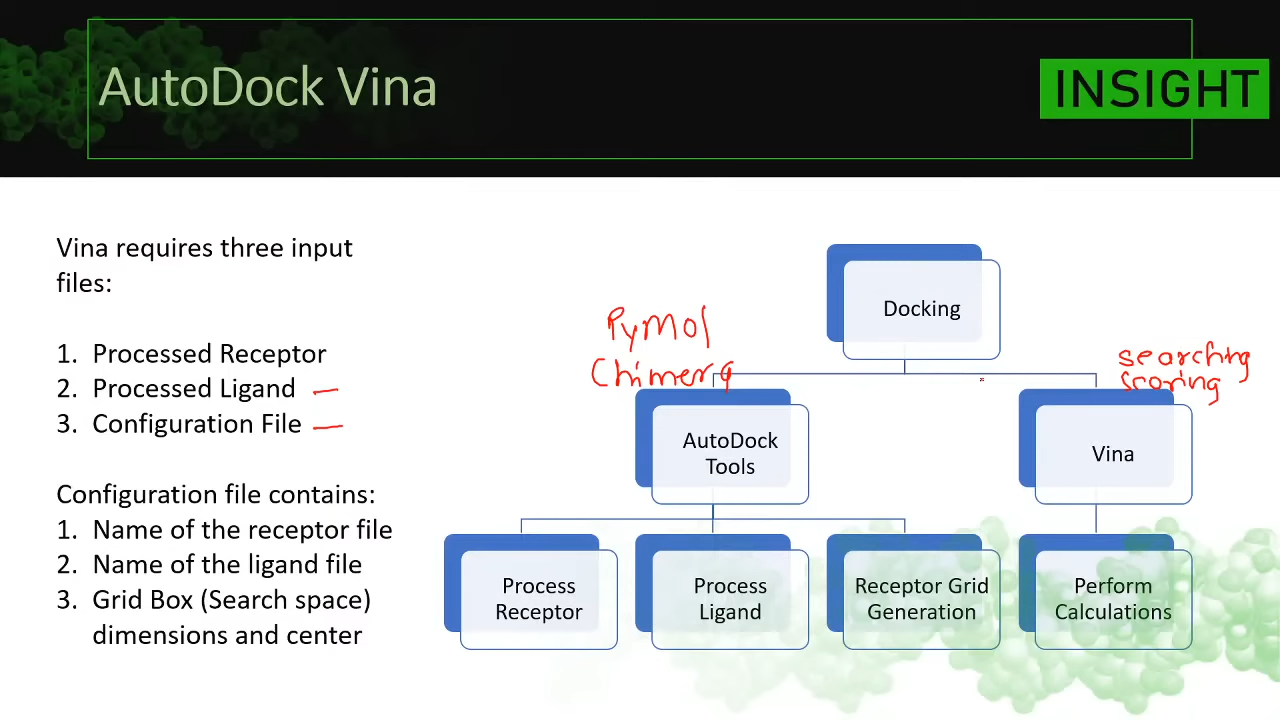 AutoDock Vina
INSIGHT
Vina requires three input
files:
1. Processed Receptor
2. Processed Ligand
3. Configuration File
Configuration file contains:
1. Name of the receptor file
2. Name of the ligand file
3. Grid Box (Search space)
dimensions and center
Docking
PyMol
Chimera
searching
scoring
AutoDock
Tools
Vina
Process
Receptor
Process
Ligand
Receptor Grid
Generation
Perform
Calculations